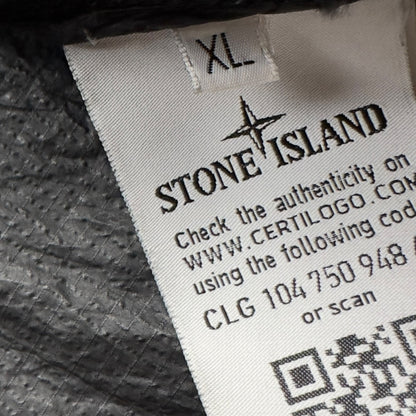 XL
STONE ISLAND
Check the authenticity on
WWW.CERTILOGO.COM
using the following code
CLG 104 750 948
or scan